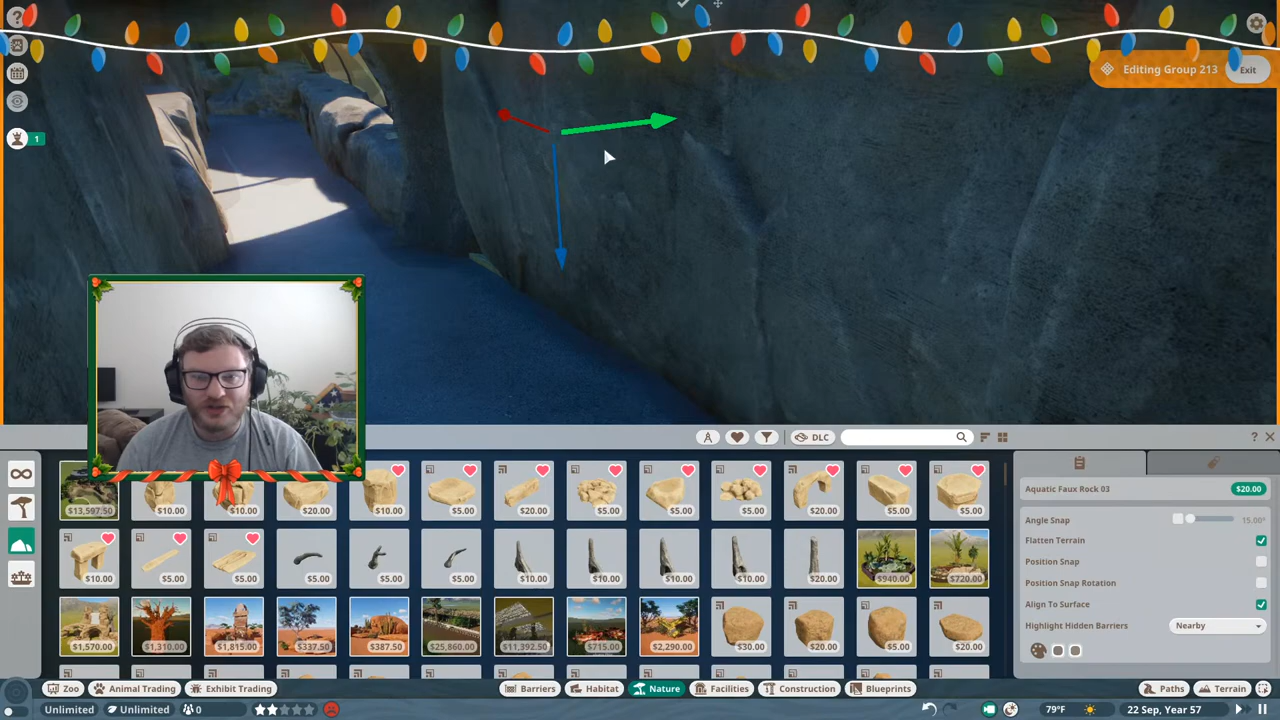 Editing Group 213
Exit
1
DLC
$13,597.50
$10.00
$10.00
$20.00
$10.00
$5.00
$20.00
$5.00
$5.00
$5.00
$10.00
$5.00
$5.00
$10.00
$5.00
$5.00
$5.00
$5.00
$5.00
$10.00
$10.00
$10.00
$10.00
$20.00
$940.00
$720.00
$1,570.00
$1,310.00
$1,815.00
$337.50
$387.50
$25,860.00
$11,392.50
$715.00
$2,290.00
$30.00
$20.00
$5.00
$20.00
Aquatic Faux Rock 03
$20.00
Angle Snap
15.00°
Flatten Terrain
Position Snap
Position Snap Rotation
Align To Surface
Highlight Hidden Barriers
Nearby
Zoo
Animal Trading
Exhibit Trading
Barriers
Habitat
Nature
Facilities
Construction
Blueprints
Paths
Terrain
Unlimited
Unlimited
0
79°F
22 Sep, Year 57